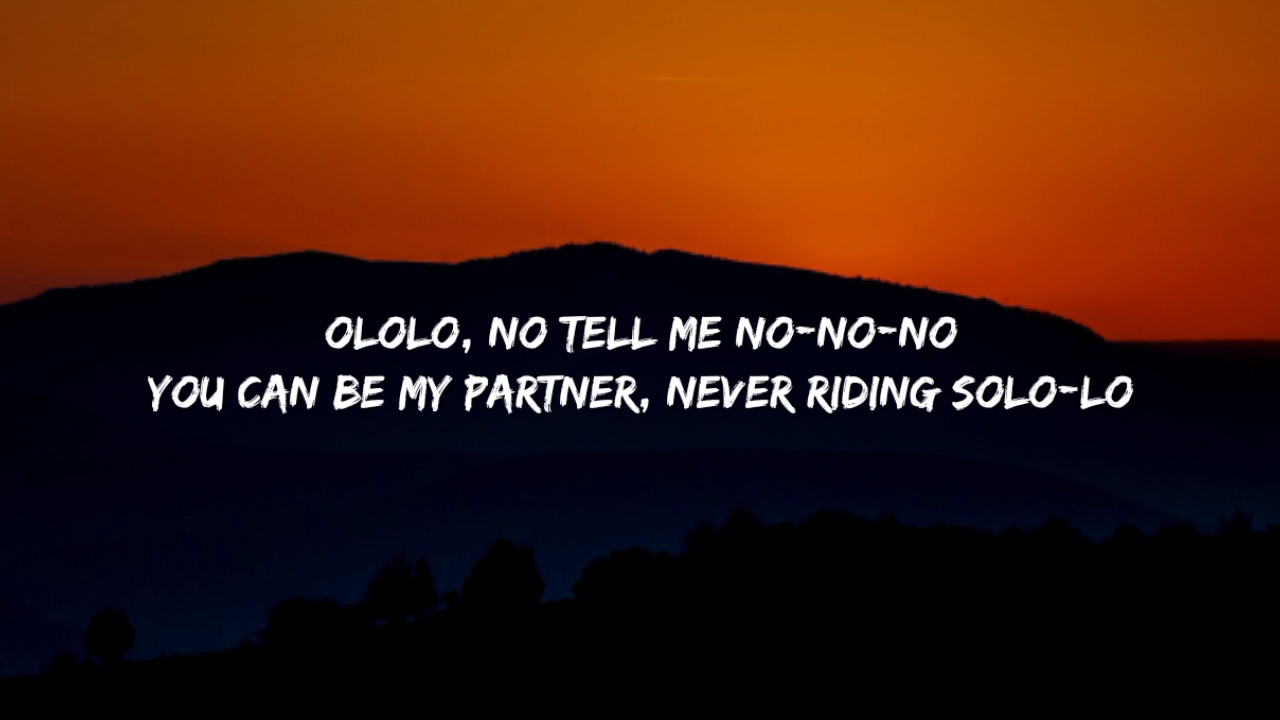 OLOLO, NO TELL ME NO-NO-NO
YOU CAN BE MY PARTNER, NEVER RIDING SOLO-LO